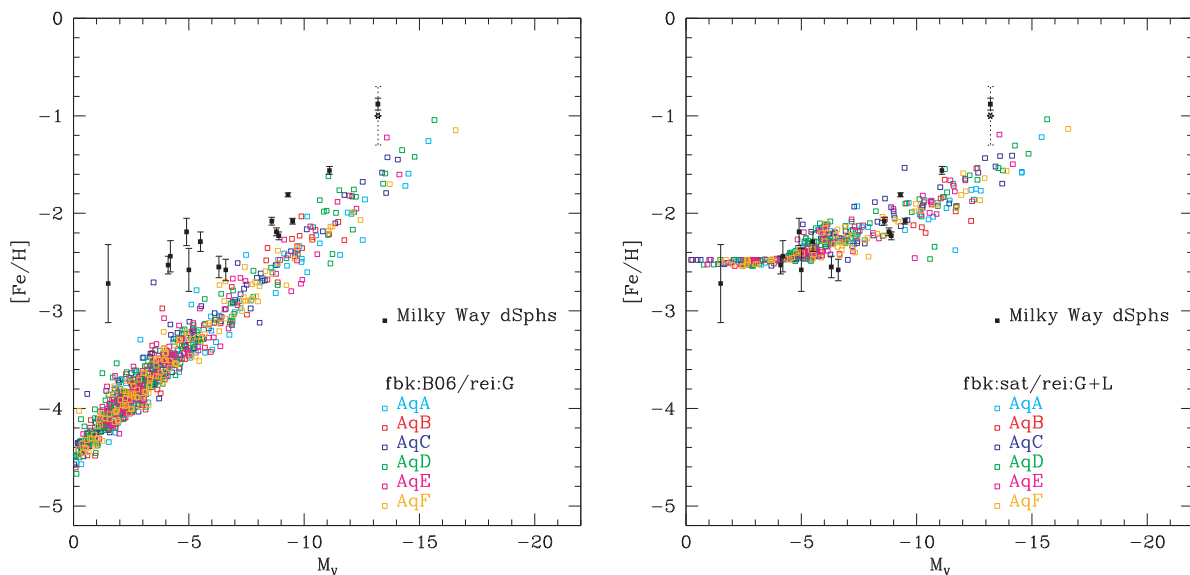 0
−1
−2
−3
−4
−5
[Fe/H]
Milky Way dSphs
fbk:B06/rei:G
AqA
AqB
AqC
AqD
AqE
AqF
0
−5
−10
−15
−20
Mv
0
−1
−2
−3
−4
−5
[Fe/H]
Milky Way dSphs
fbk:sat/rei:G+L
AqA
AqB
AqC
AqD
AqE
AqF
0
−5
−10
−15
−20
Mv